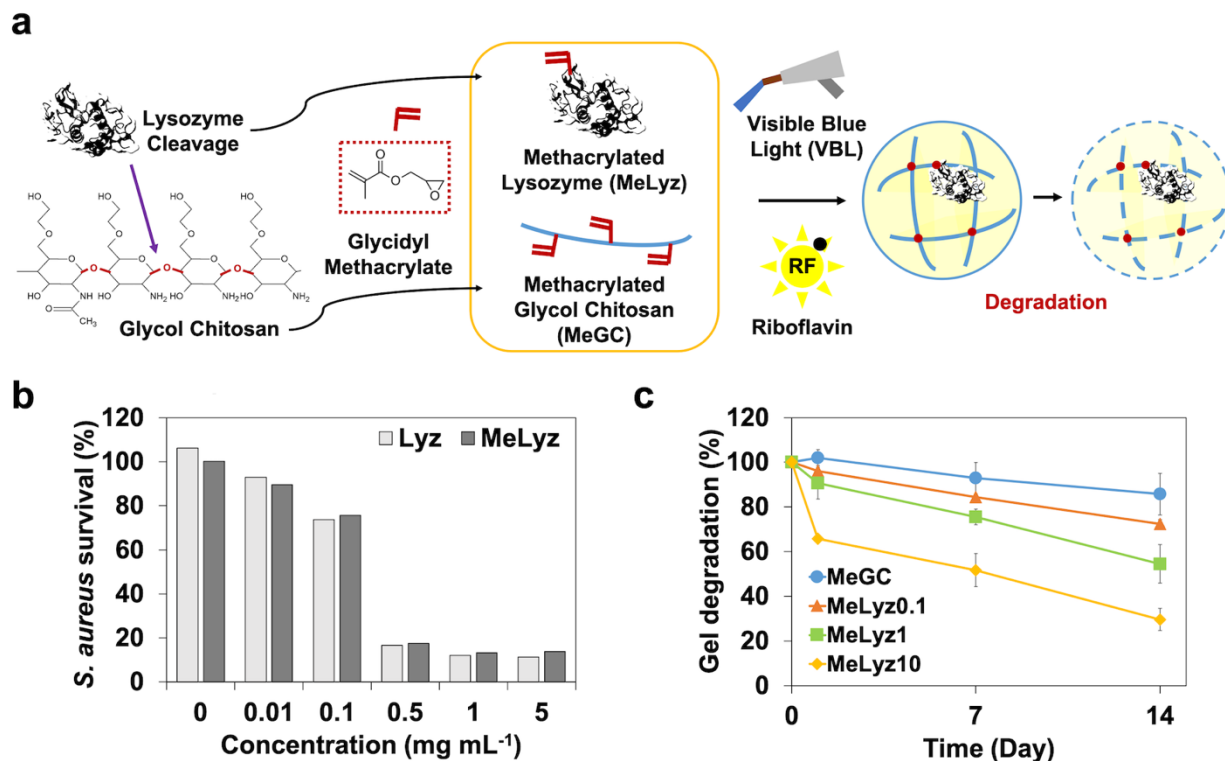 a
Lysozyme
Cleavage
Glycidyl
Methacrylate
Glycol Chitosan
HO
HO
HO
HO
O
O
O
O
O
O
O
O
O
O
O
HO
NH
HO
NH₂
HO
NH₂
HO
NH₂
O
CH₃
O
O
O
Methacrylated
Lysozyme (MeLyz)
Methacrylated
Glycol Chitosan
(MeGC)
Visible Blue
Light (VBL)
RF
Riboflavin
Degradation
b
S. aureus survival (%)
120
100
80
60
40
20
0
Lyz
MeLyz
0 0.01 0.1 0.5 1 5
Concentration (mg mL⁻¹)
c
Gel degradation (%)
120
100
80
60
40
20
0
MeGC
MeLyz0.1
MeLyz1
MeLyz10
0 7 14
Time (Day)